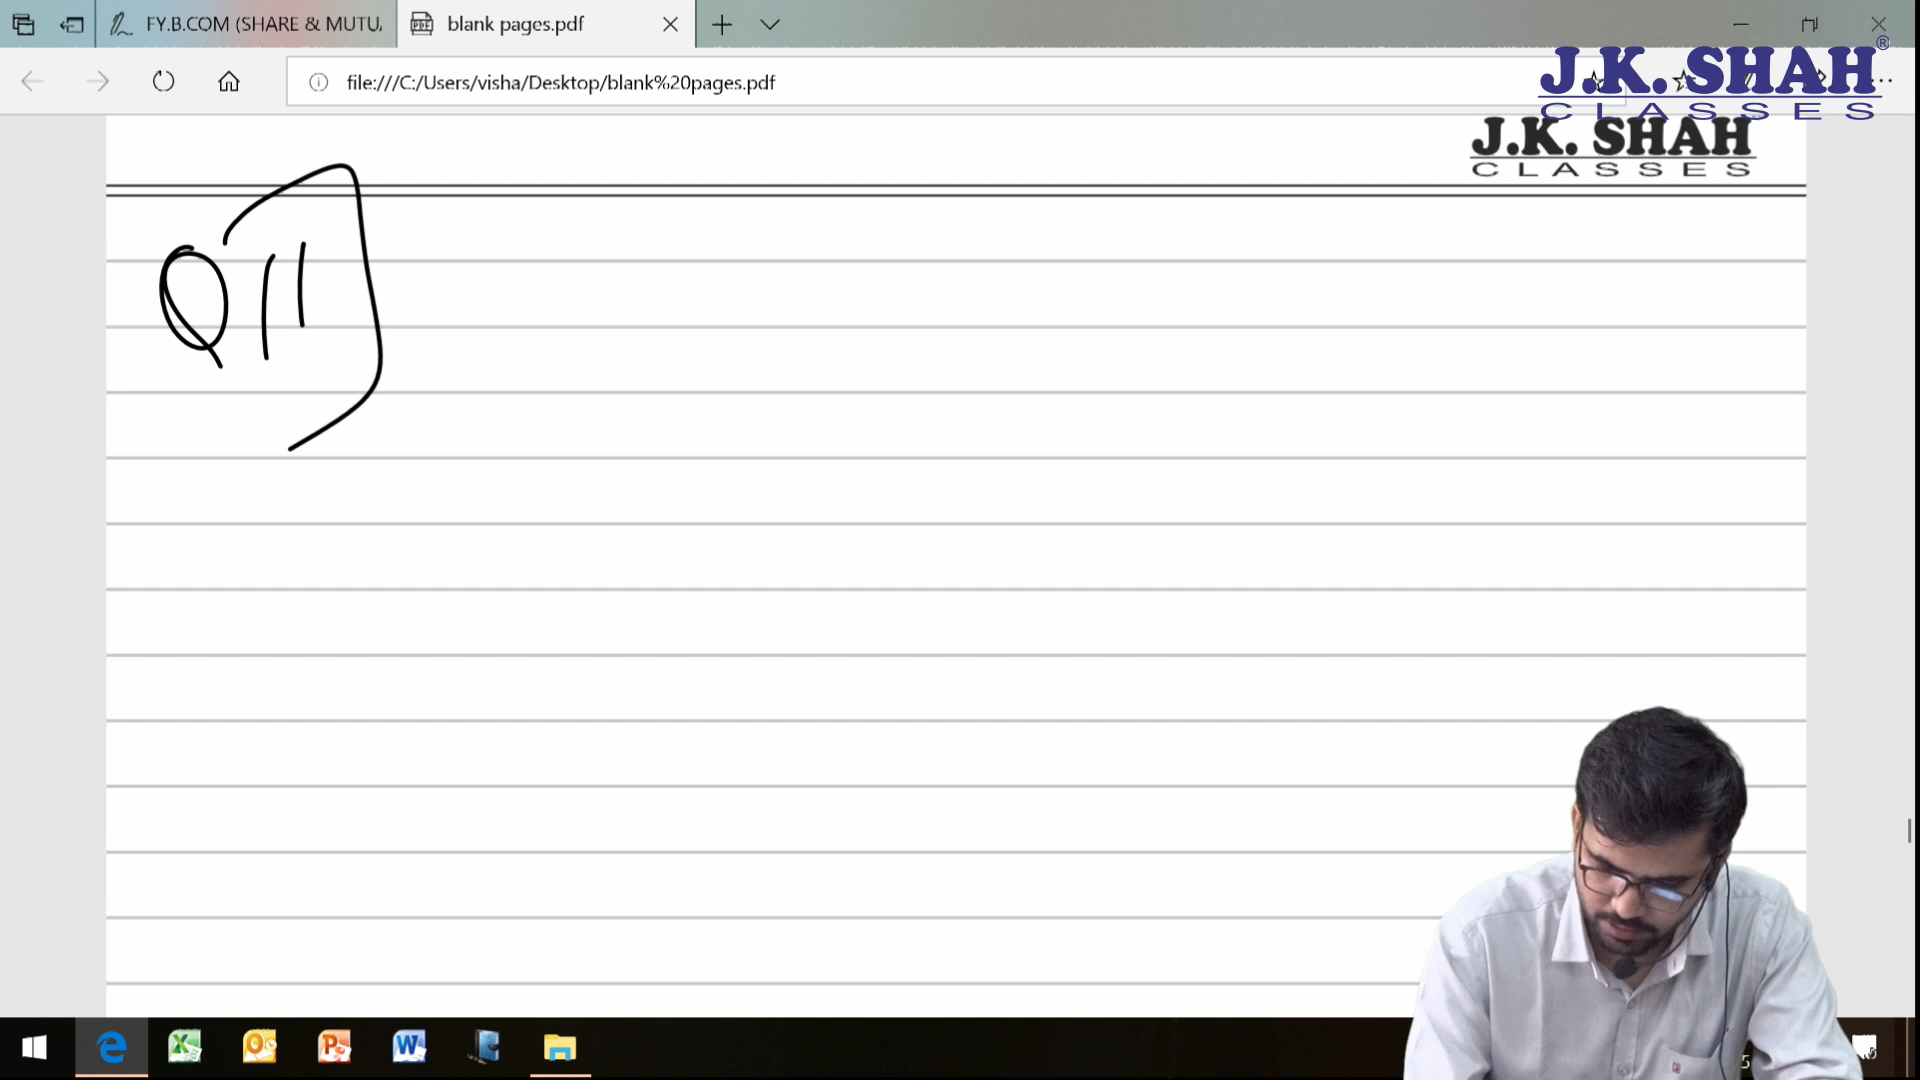 FY.B.COM (SHARE & MUTU
blank pages.pdf
file:///C:/Users/visha/Desktop/blank%20pages.pdf
J.K. SHAH®
CLASSES
J.K. SHAH
CLASSES
Q11